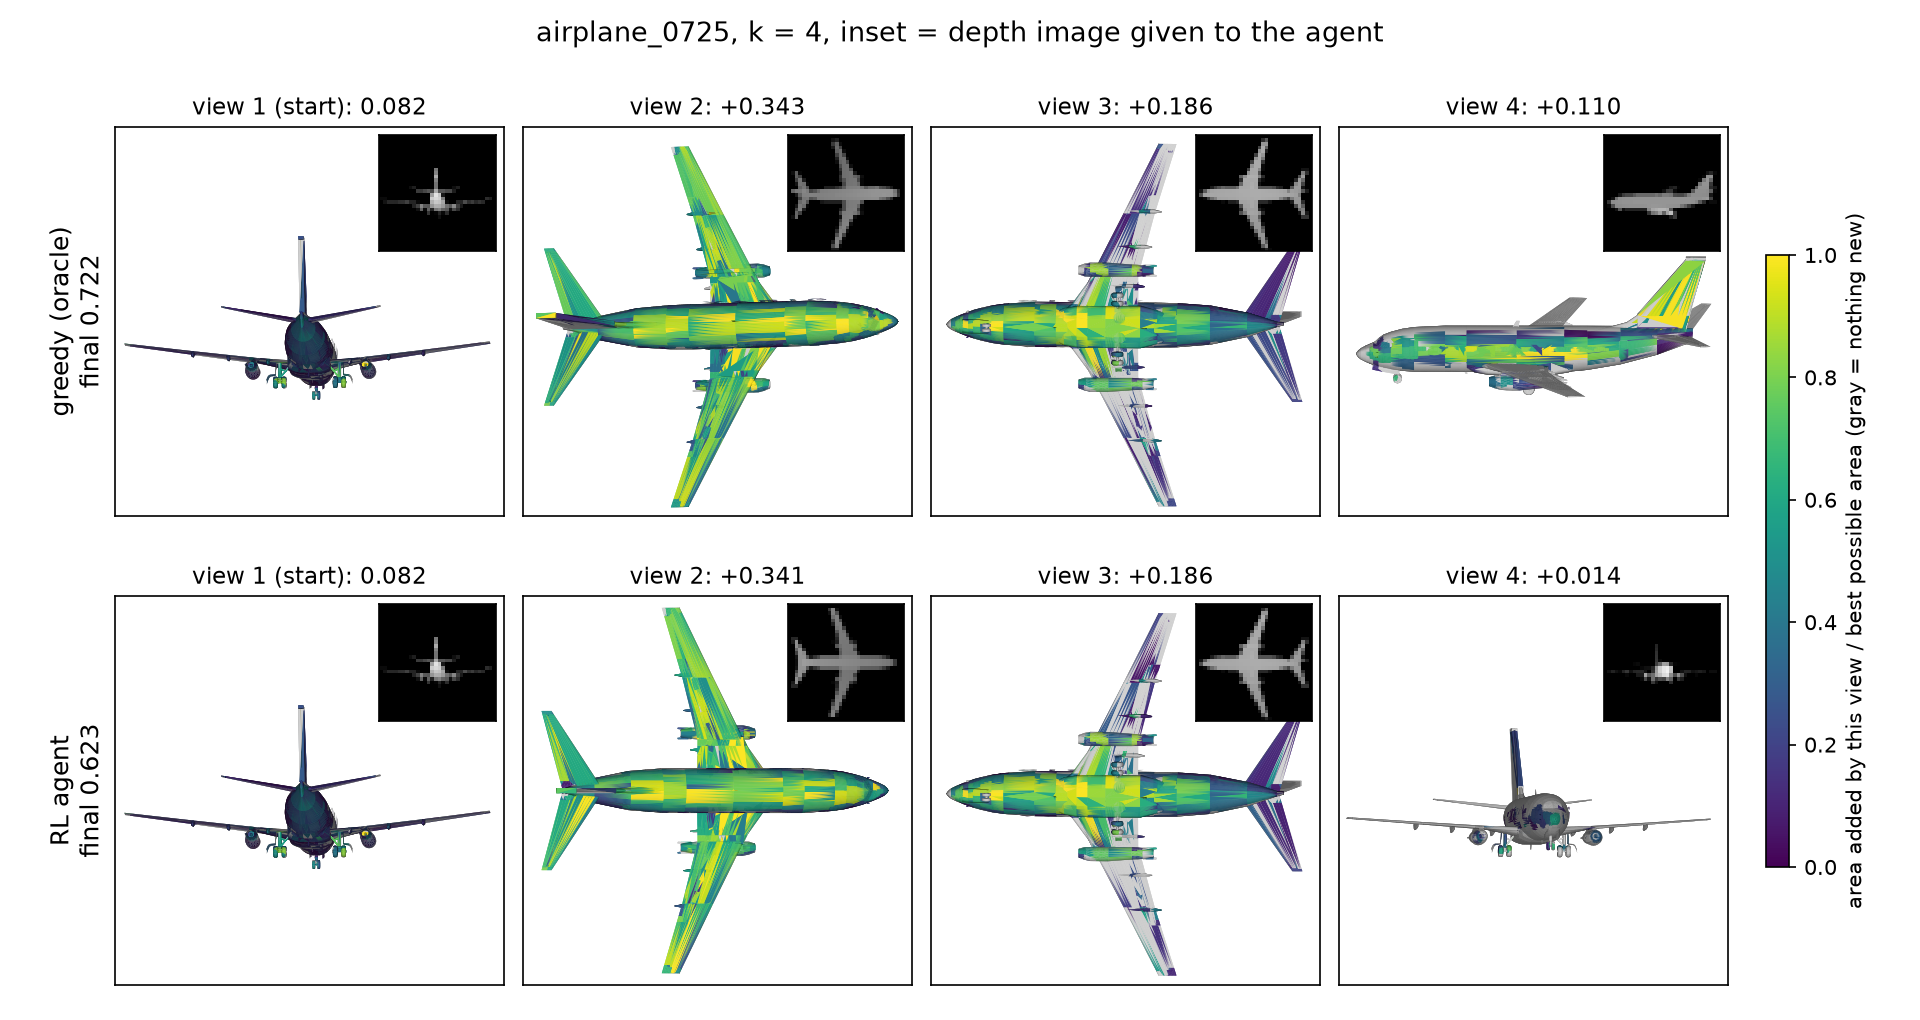 airplane_0725, k = 4, inset = depth image given to the agent
view 1 (start): 0.082
view 2: +0.343
view 3: +0.186
view 4: +0.110
greedy (oracle)
final 0.722
view 1 (start): 0.082
view 2: +0.341
view 3: +0.186
view 4: +0.014
RL agent
final 0.623
1.0
0.8
0.6
0.4
0.2
0.0
area added by this view / best possible area (gray = nothing new)